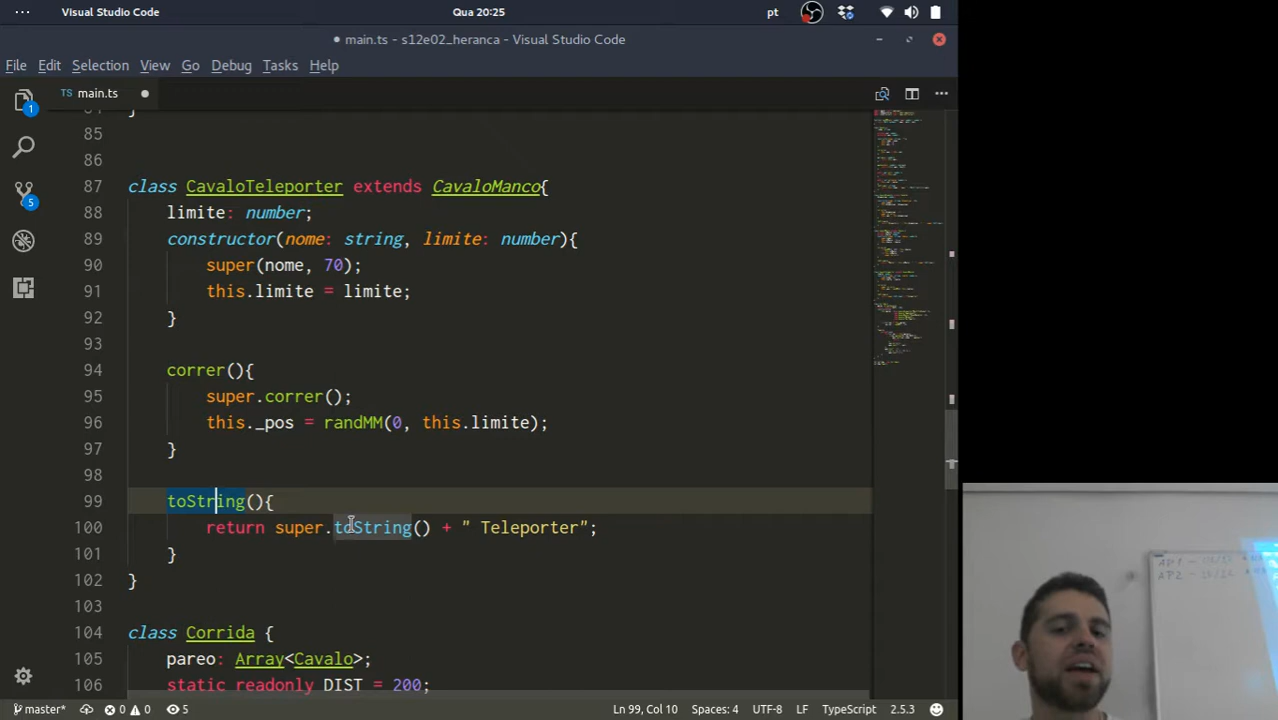 Visual Studio Code
Qua 20:25
pt
main.ts - s12e02_heranca - Visual Studio Code
File Edit Selection View Go Debug Tasks Help
TS main.ts
84 }
85
86
87 class CavaloTeleporter extends CavaloManco{
88 limite: number;
89 constructor(nome: string, limite: number){
90 super(nome, 70);
91 this.limite = limite;
92 }
93
94 correr(){
95 super.correr();
96 this._pos = randMM(0, this.limite);
97 }
98
99 toString(){
100 return super.toString() + " Teleporter";
101 }
102 }
103
104 class Corrida {
105 pareo: Array<Cavalo>;
106 static readonly DIST = 200;
1
5
master* 0 0 5 Ln 99, Col 10 Spaces: 4 UTF-8 LF TypeScript 2.5.3